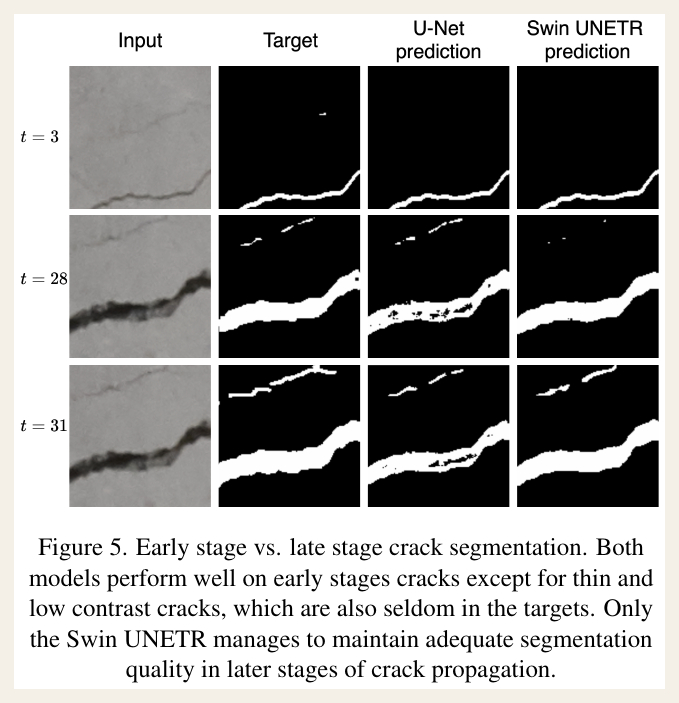 Input
Target
U-Net
prediction
Swin UNETR
prediction
t = 3
t = 28
t = 31
Figure 5. Early stage vs. late stage crack segmentation. Both
models perform well on early stages cracks except for thin and
low contrast cracks, which are also seldom in the targets. Only
the Swin UNETR manages to maintain adequate segmentation
quality in later stages of crack propagation.